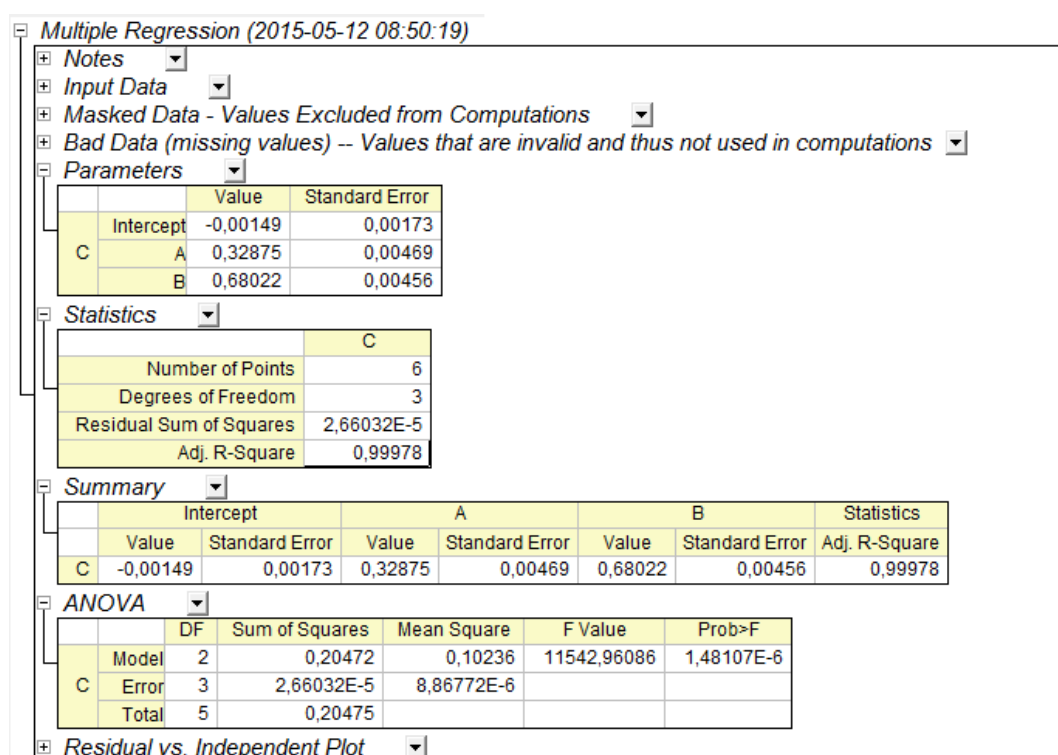 Multiple Regression (2015-05-12 08:50:19)
Notes
Input Data
Masked Data - Values Excluded from Computations
Bad Data (missing values) -- Values that are invalid and thus not used in computations
Parameters
Value Standard Error
Intercept -0,00149 0,00173
C A 0,32875 0,00469
B 0,68022 0,00456
Statistics
C
Number of Points 6
Degrees of Freedom 3
Residual Sum of Squares 2,66032E-5
Adj. R-Square 0,99978
Summary
Intercept A B Statistics
Value Standard Error Value Standard Error Value Standard Error Adj. R-Square
C -0,00149 0,00173 0,32875 0,00469 0,68022 0,00456 0,99978
ANOVA
DF Sum of Squares Mean Square F Value Prob>F
Model 2 0,20472 0,10236 11542,96086 1,48107E-6
C Error 3 2,66032E-5 8,86772E-6
Total 5 0,20475
Residual vs. Independent Plot